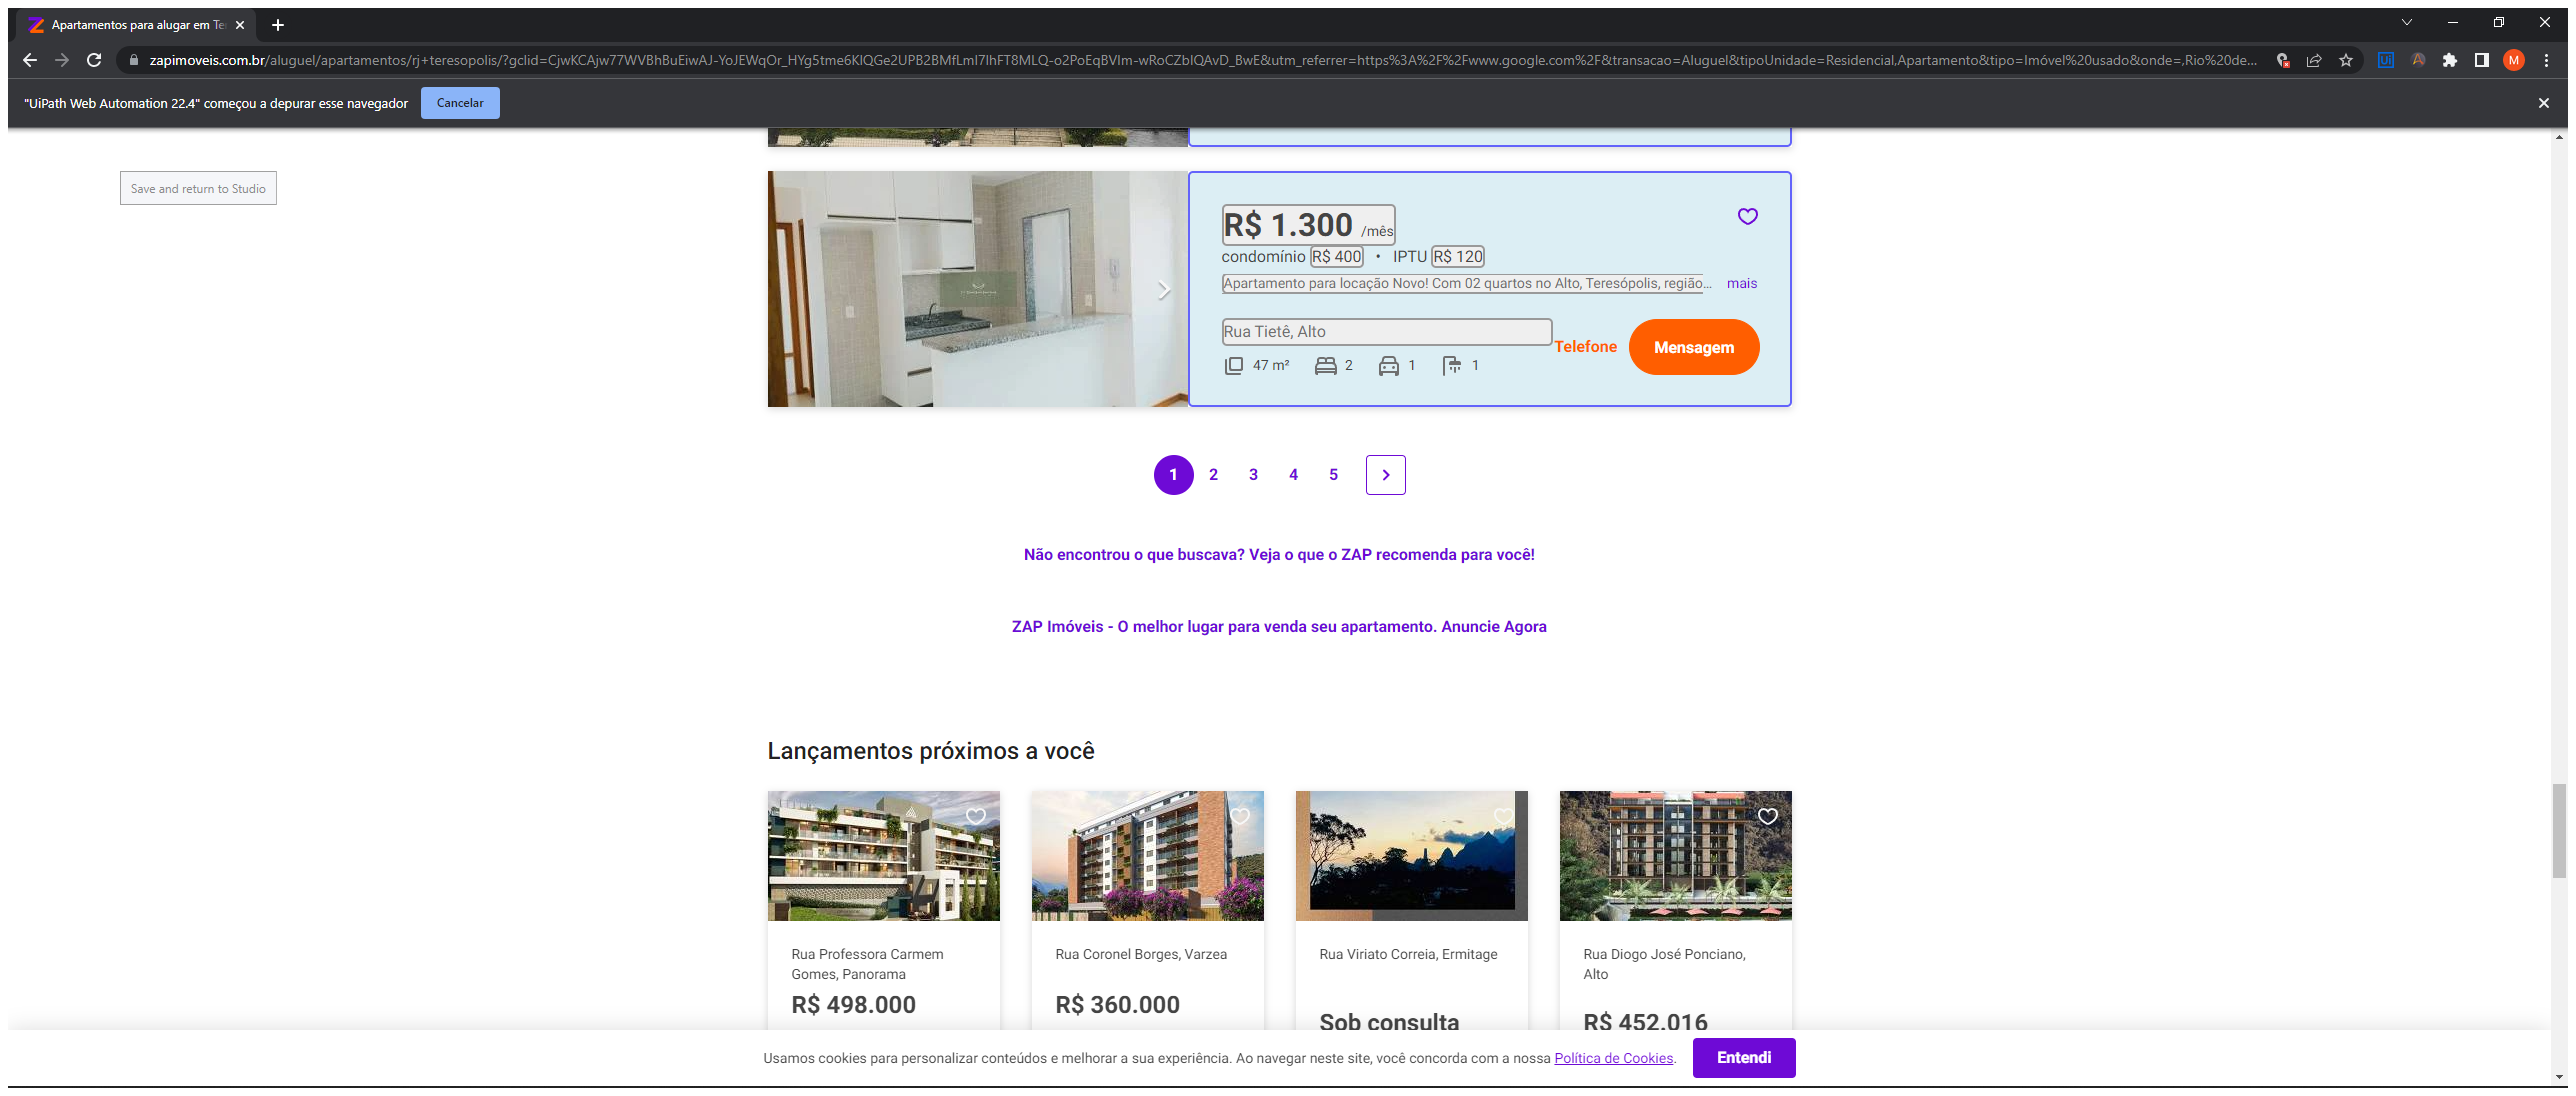 Apartamentos para alugar em Te
zapimoveis.com.br/aluguel/apartamentos/rj+teresopolis/?gclid=CjwKCAjw77WVBhBuEiwAJ-YoJEWqOr_HYg5tme6KlQGe2UPB2BMfLmI7lhFT8MLQ-o2PoEqBVIm-wRoCZbIQAvD_BwE&utm_referrer=https%3A%2F%2Fwww.google.com%2F&transacao=Aluguel&tipoUnidade=Residencial,Apartamento&tipo=Imóvel%20usado&onde=,Rio%20de...
M
"UiPath Web Automation 22.4" começou a depurar esse navegador
Cancelar
Save and return to Studio
R$ 1.300 /mês
condomínio R$ 400 • IPTU R$ 120
Apartamento para locação Novo! Com 02 quartos no Alto, Teresópolis, região... mais
Rua Tietê, Alto
Telefone
Mensagem
47 m² 2 1 1
1 2 3 4 5
Não encontrou o que buscava? Veja o que o ZAP recomenda para você!
ZAP Imóveis - O melhor lugar para venda seu apartamento. Anuncie Agora
Lançamentos próximos a você
Rua Professora Carmem
Gomes, Panorama
R$ 498.000
Rua Coronel Borges, Varzea
R$ 360.000
Rua Viriato Correia, Ermitage
Sob consulta
Rua Diogo José Ponciano,
Alto
R$ 452.016
Usamos cookies para personalizar conteúdos e melhorar a sua experiência. Ao navegar neste site, você concorda com a nossa Política de Cookies.
Entendi